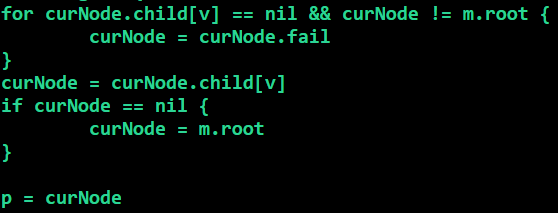 for curNode.child[v] == nil && curNode != m.root {
        curNode = curNode.fail
}
curNode = curNode.child[v]
if curNode == nil {
        curNode = m.root
}

p = curNode